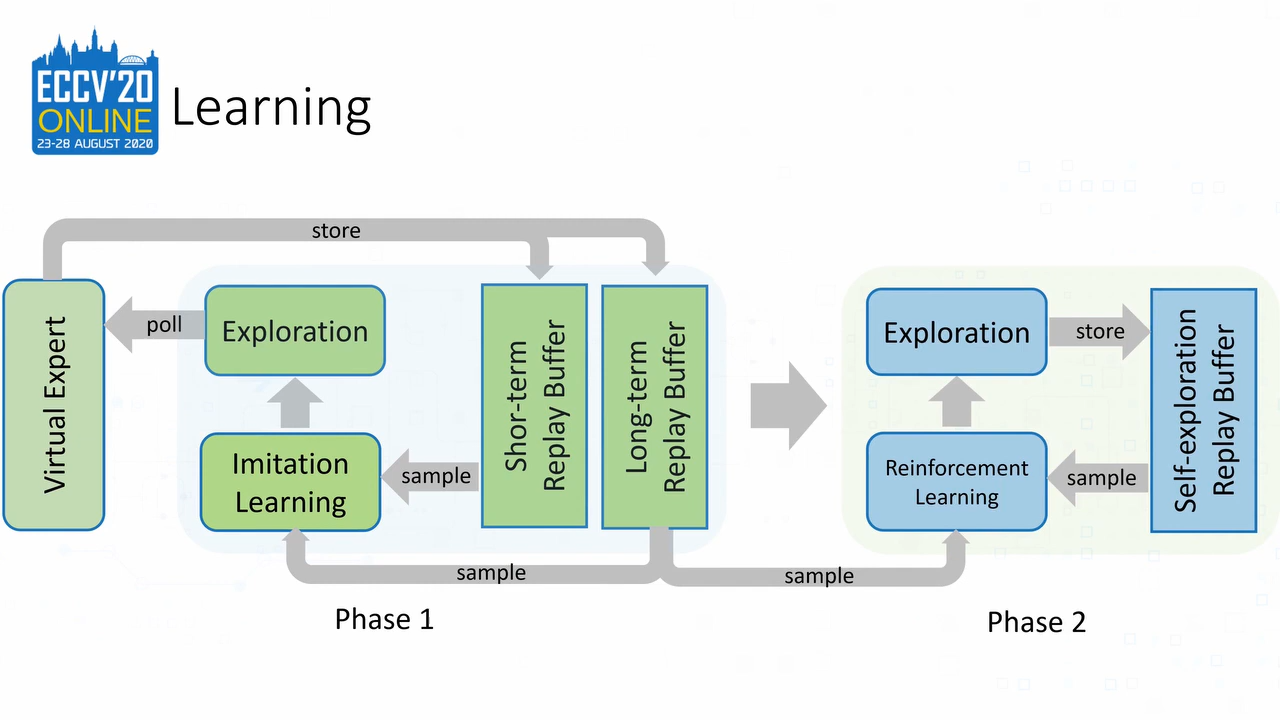 ECCV'20
ONLINE
23-28 AUGUST 2020
Learning
store
Virtual Expert
poll
Exploration
Imitation
Learning
sample
Shor-term
Replay Buffer
Long-term
Replay Buffer
sample
Phase 1
Exploration
store
Reinforcement
Learning
sample
Self-exploration
Replay Buffer
sample
Phase 2